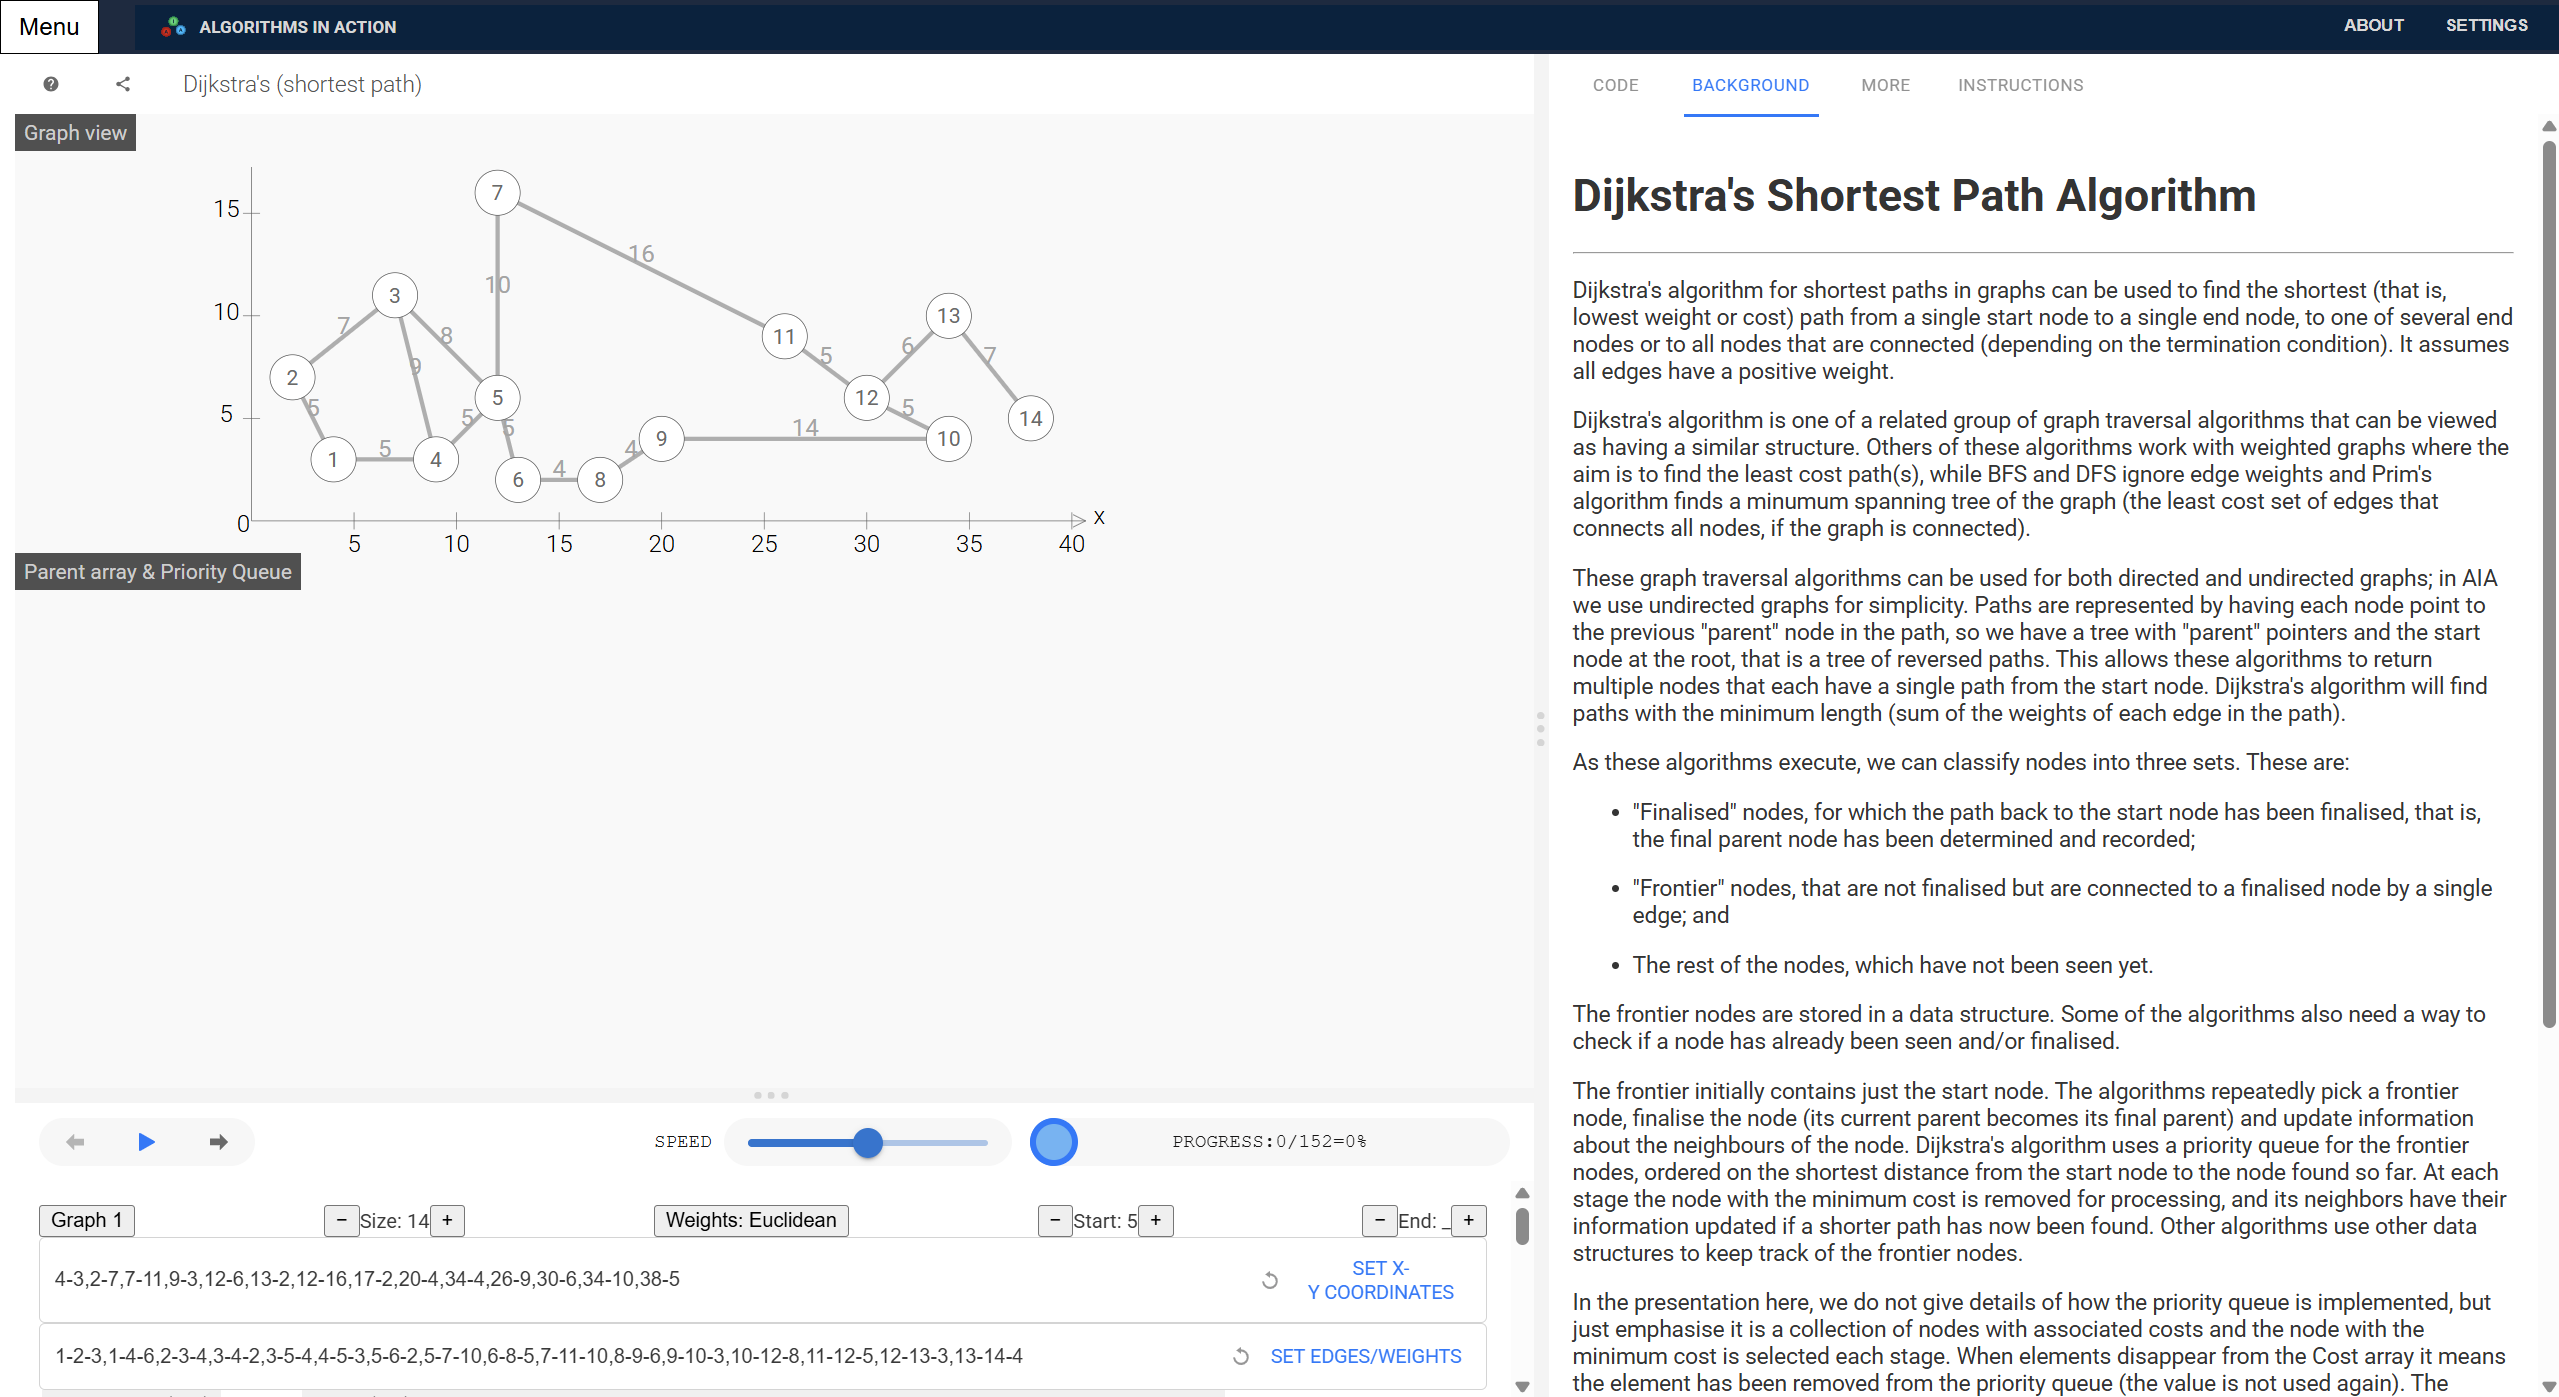 Menu
ALGORITHMS IN ACTION
ABOUT
SETTINGS
Dijkstra's (shortest path)
Graph view
15
10
5
0
5
10
15
20
25
30
35
40
X
7
16
10
3
13
7
8
11
6
7
9
5
2
5
12
5
14
5
5
5
9
14
10
4
1
5
4
4
6
8
Parent array & Priority Queue
SPEED
PROGRESS:0/152=0%
Graph 1
−
Size: 14
+
Weights: Euclidean
−
Start: 5
+
−
End: _
+
4-3,2-7,7-11,9-3,12-6,13-2,12-16,17-2,20-4,34-4,26-9,30-6,34-10,38-5
SET X-
Y COORDINATES
1-2-3,1-4-6,2-3-4,3-4-2,3-5-4,4-5-3,5-6-2,5-7-10,6-8-5,7-11-10,8-9-6,9-10-3,10-12-8,11-12-5,12-13-3,13-14-4
SET EDGES/WEIGHTS
CODE
BACKGROUND
MORE
INSTRUCTIONS
Dijkstra's Shortest Path Algorithm
Dijkstra's algorithm for shortest paths in graphs can be used to find the shortest (that is,
lowest weight or cost) path from a single start node to a single end node, to one of several end
nodes or to all nodes that are connected (depending on the termination condition). It assumes
all edges have a positive weight.
Dijkstra's algorithm is one of a related group of graph traversal algorithms that can be viewed
as having a similar structure. Others of these algorithms work with weighted graphs where the
aim is to find the least cost path(s), while BFS and DFS ignore edge weights and Prim's
algorithm finds a minumum spanning tree of the graph (the least cost set of edges that
connects all nodes, if the graph is connected).
These graph traversal algorithms can be used for both directed and undirected graphs; in AIA
we use undirected graphs for simplicity. Paths are represented by having each node point to
the previous "parent" node in the path, so we have a tree with "parent" pointers and the start
node at the root, that is a tree of reversed paths. This allows these algorithms to return
multiple nodes that each have a single path from the start node. Dijkstra's algorithm will find
paths with the minimum length (sum of the weights of each edge in the path).
As these algorithms execute, we can classify nodes into three sets. These are:
• "Finalised" nodes, for which the path back to the start node has been finalised, that is,
the final parent node has been determined and recorded;
• "Frontier" nodes, that are not finalised but are connected to a finalised node by a single
edge; and
• The rest of the nodes, which have not been seen yet.
The frontier nodes are stored in a data structure. Some of the algorithms also need a way to
check if a node has already been seen and/or finalised.
The frontier initially contains just the start node. The algorithms repeatedly pick a frontier
node, finalise the node (its current parent becomes its final parent) and update information
about the neighbours of the node. Dijkstra's algorithm uses a priority queue for the frontier
nodes, ordered on the shortest distance from the start node to the node found so far. At each
stage the node with the minimum cost is removed for processing, and its neighbors have their
information updated if a shorter path has now been found. Other algorithms use other data
structures to keep track of the frontier nodes.
In the presentation here, we do not give details of how the priority queue is implemented, but
just emphasise it is a collection of nodes with associated costs and the node with the
minimum cost is selected each stage. When elements disappear from the Cost array it means
the element has been removed from the priority queue (the value is not used again). The